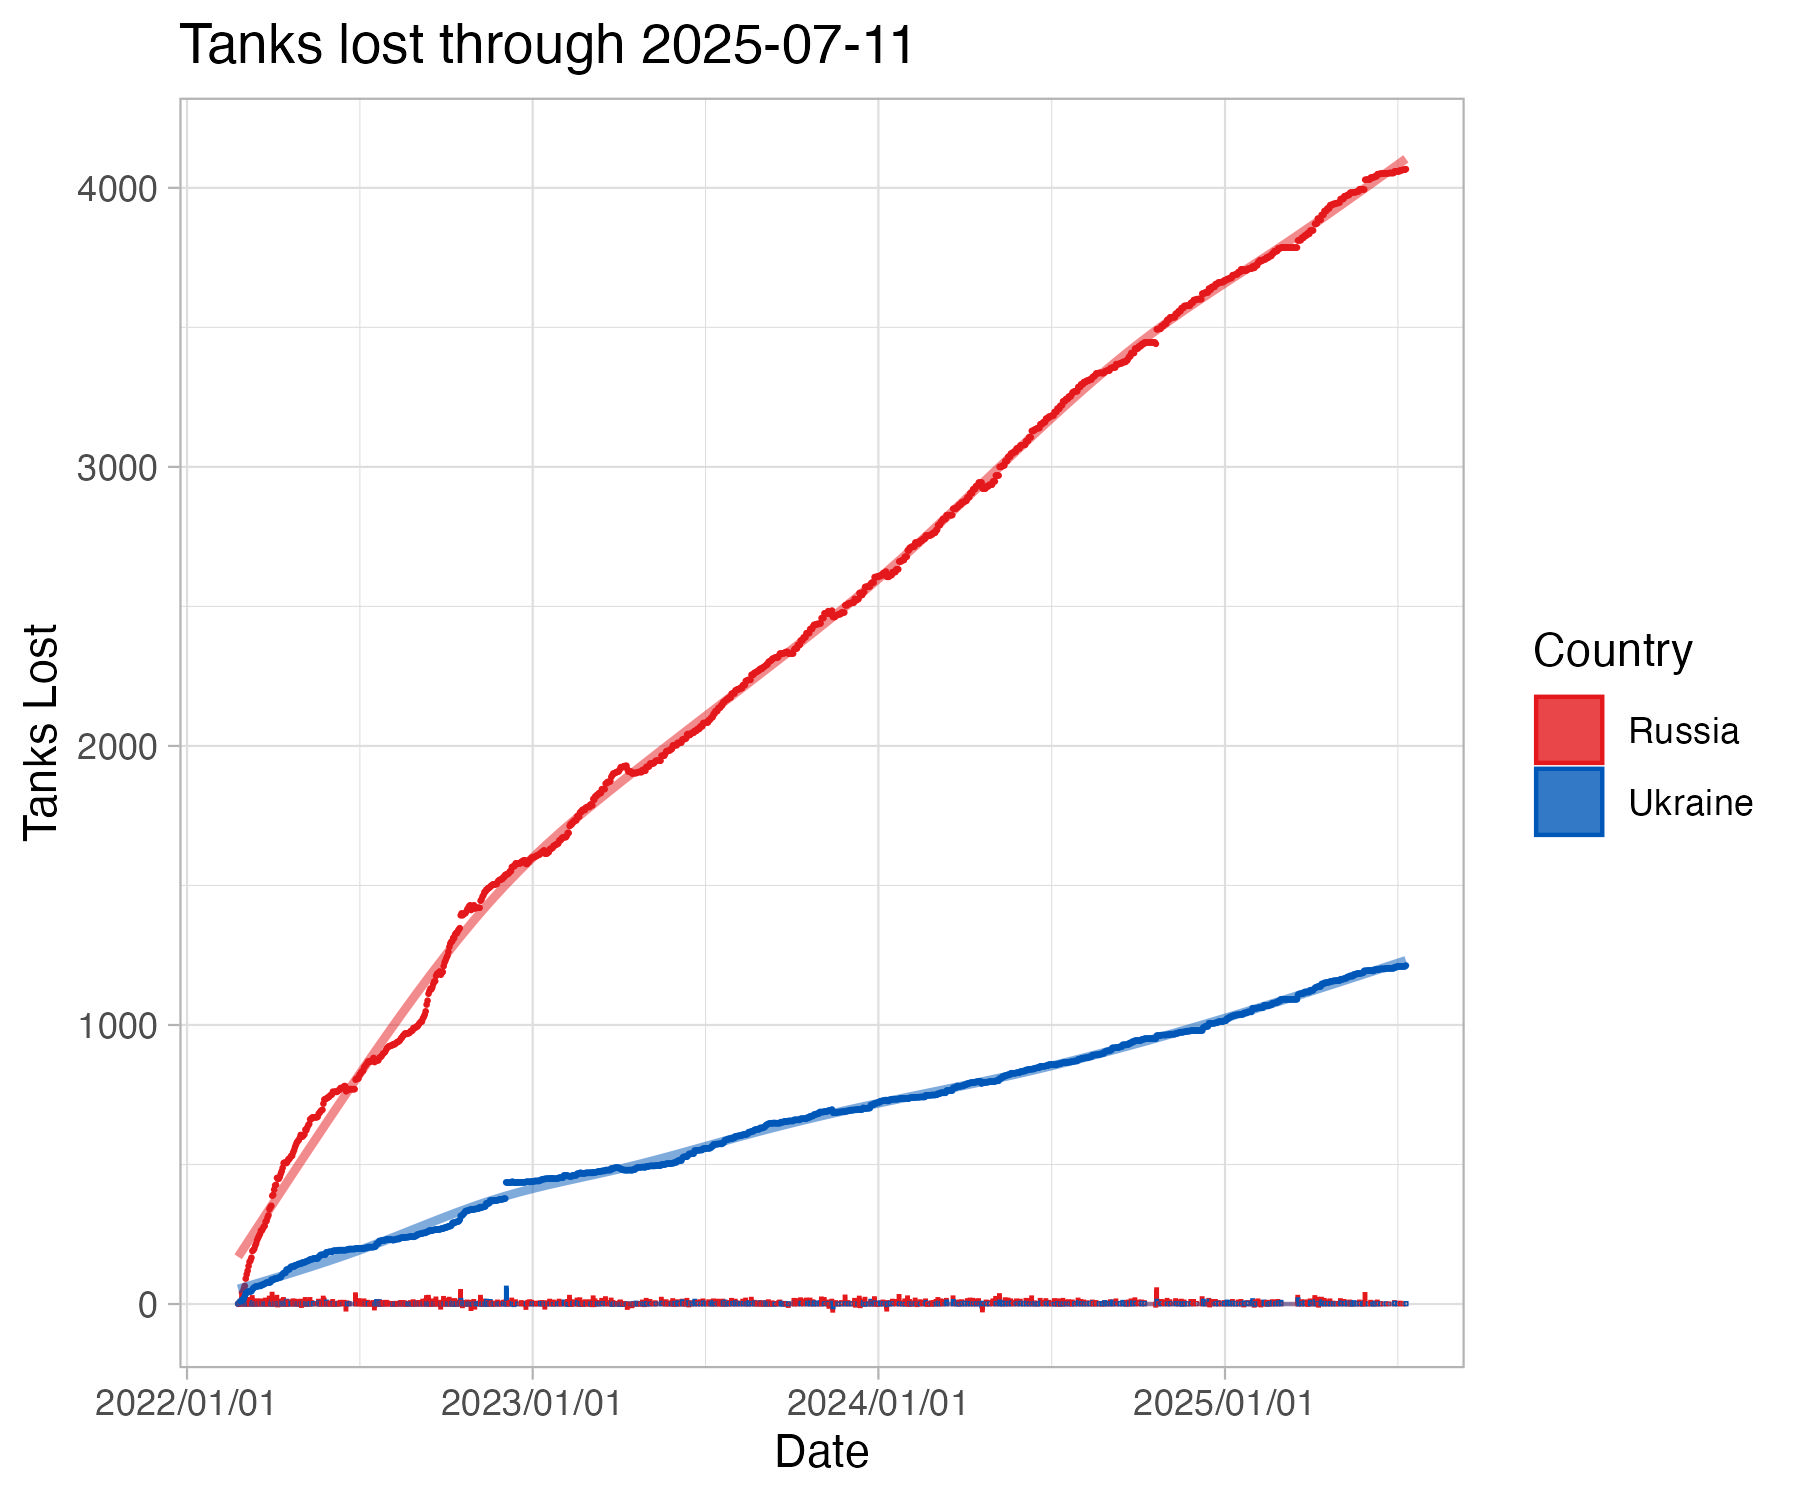 Tanks lost through 2025-07-11
Tanks Lost
4000
3000
2000
1000
0
2022/01/01
2023/01/01
2024/01/01
2025/01/01
Date
Country
Russia
Ukraine